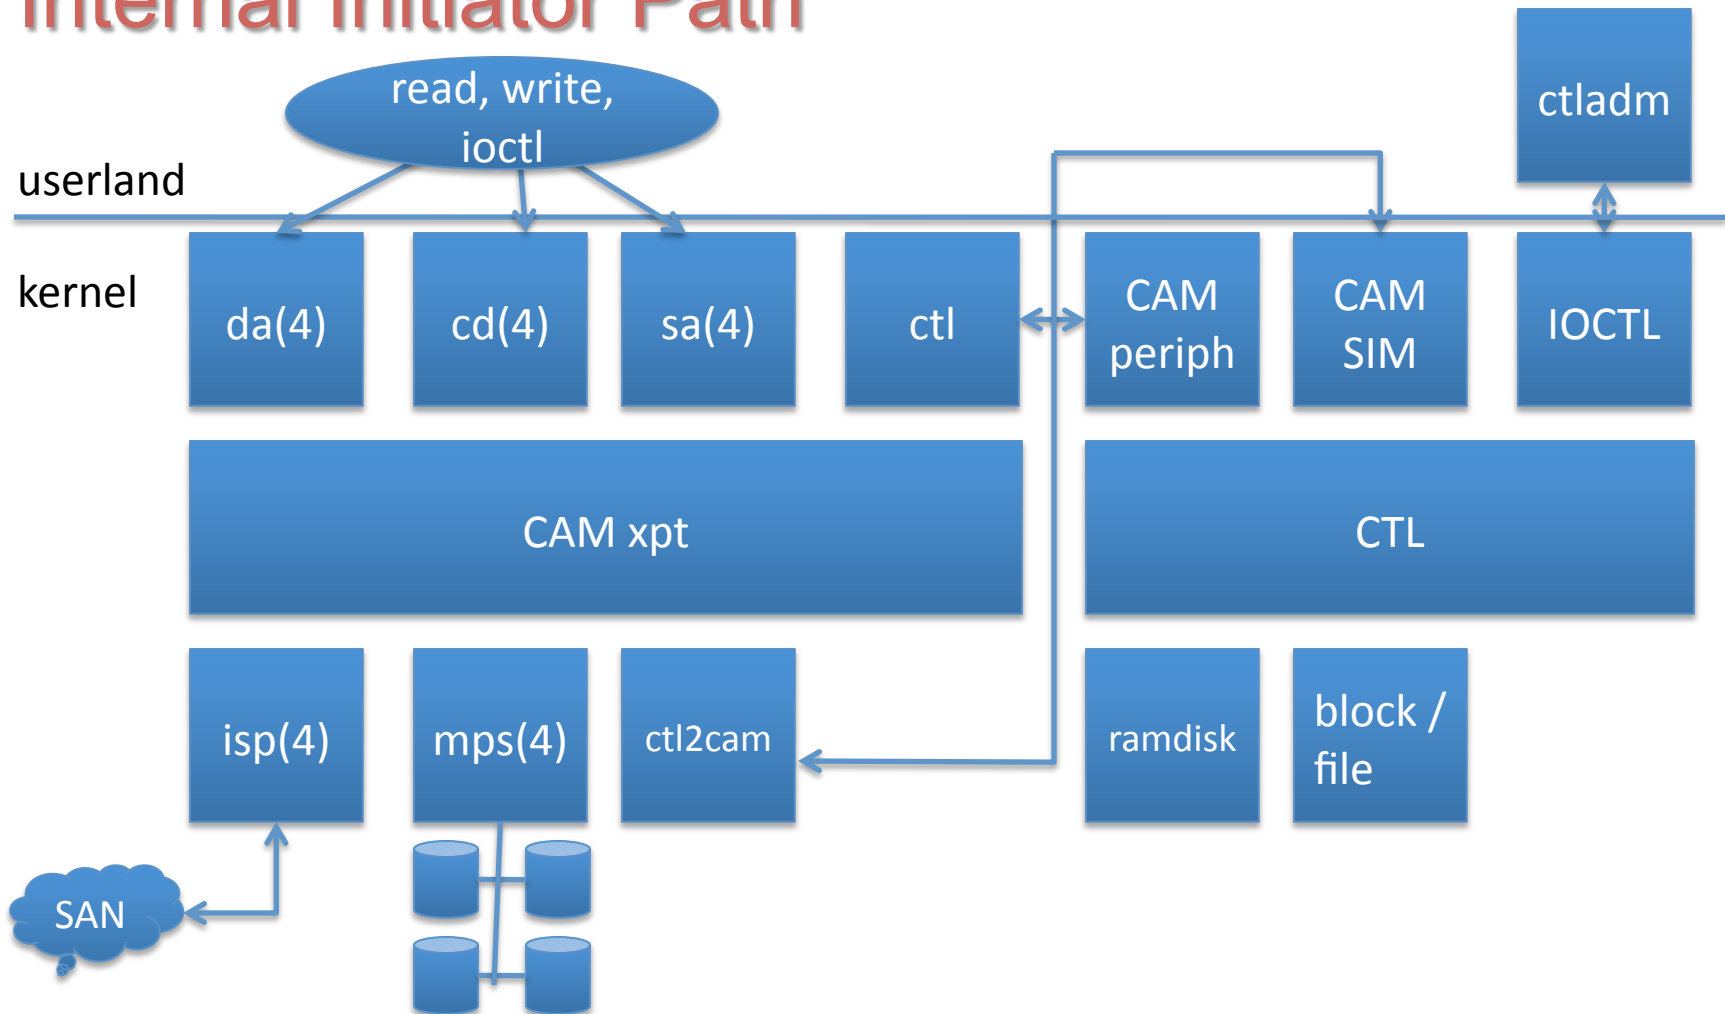 Internal Initiator Path
read, write,
ioctl
ctladm
userland
kernel
da(4)
cd(4)
sa(4)
ctl
CAM
periph
CAM
SIM
IOCTL
CAM xpt
CTL
isp(4)
mps(4)
ctl2cam
ramdisk
block /
file
SAN